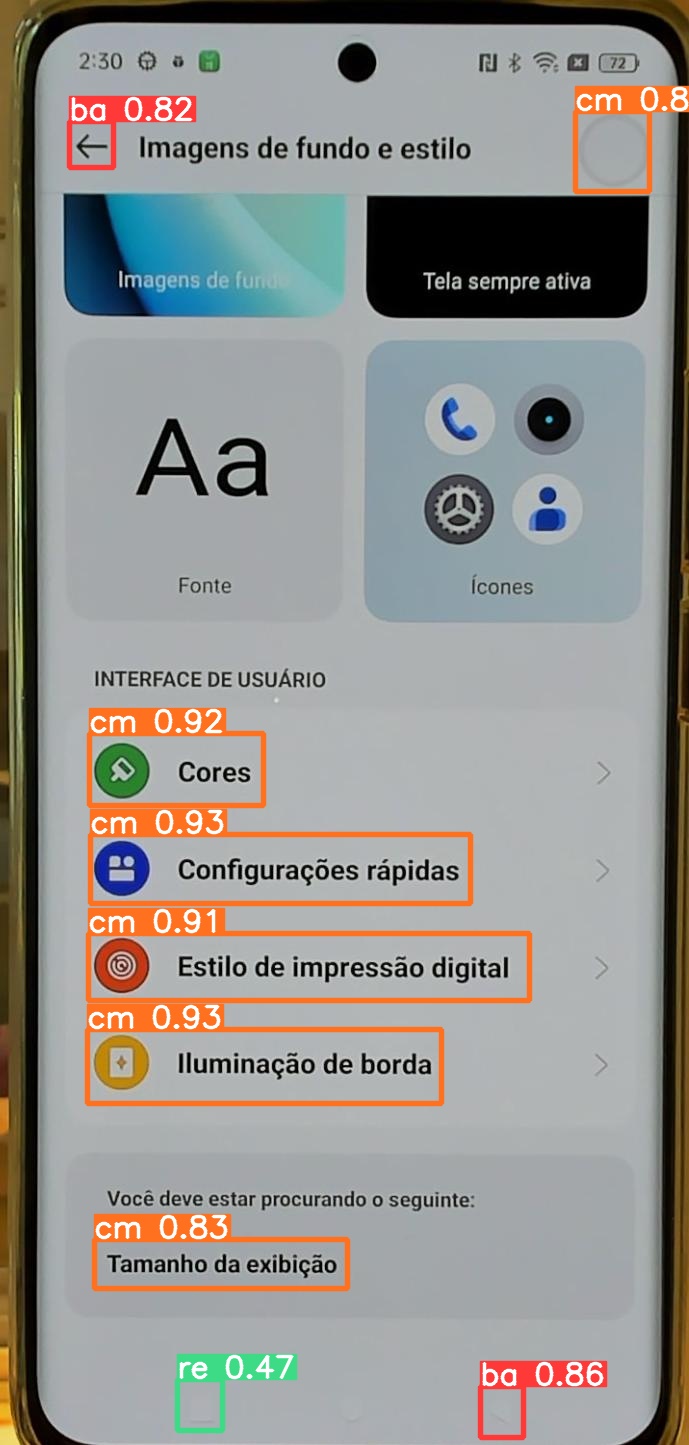 2:30
72
ba 0.82
cm 0.8
Imagens de fundo e estilo
Imagens de fundo
Tela sempre ativa
Aa
Fonte
Ícones
INTERFACE DE USUÁRIO
cm 0.92
Cores
cm 0.93
Configurações rápidas
cm 0.91
Estilo de impressão digital
cm 0.93
Iluminação de borda
Você deve estar procurando o seguinte:
cm 0.83
Tamanho da exibição
re 0.47
ba 0.86